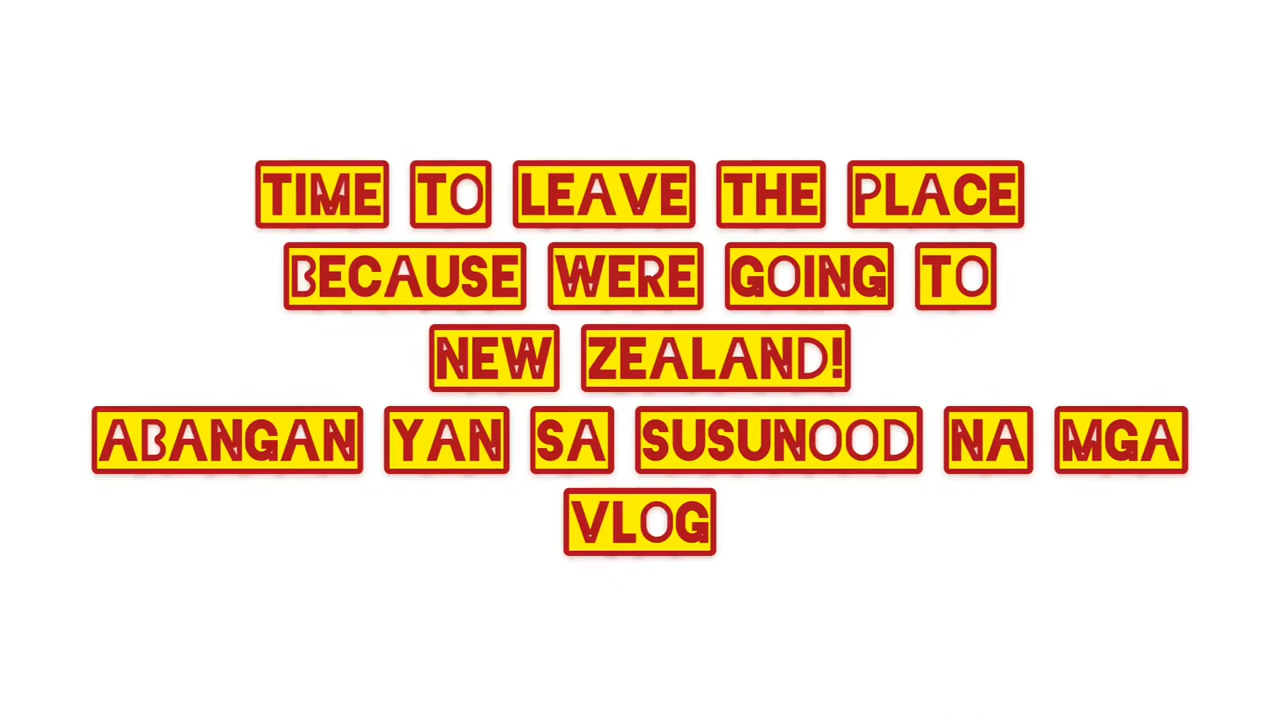 TIME TO LEAVE THE PLACE
BECAUSE WERE GOING TO
NEW ZEALAND!
ABANGAN YAN SA SUSUNOOD NA MGA
VLOG